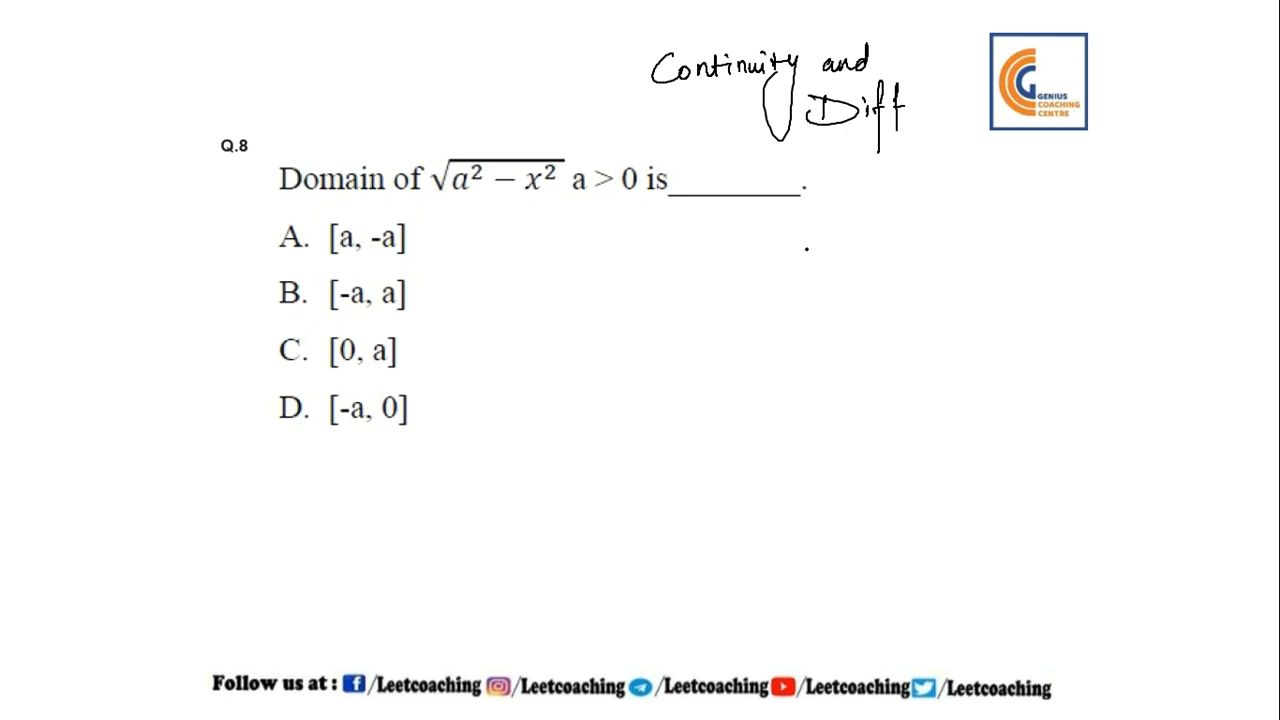 Continuity and
Diff
GENIUS
COACHING
CENTRE
Q.8
Domain of √a² − x² a > 0 is________.
A. [a, -a]
B. [-a, a]
C. [0, a]
D. [-a, 0]
Follow us at : /Leetcoaching /Leetcoaching /Leetcoaching /Leetcoaching /Leetcoaching